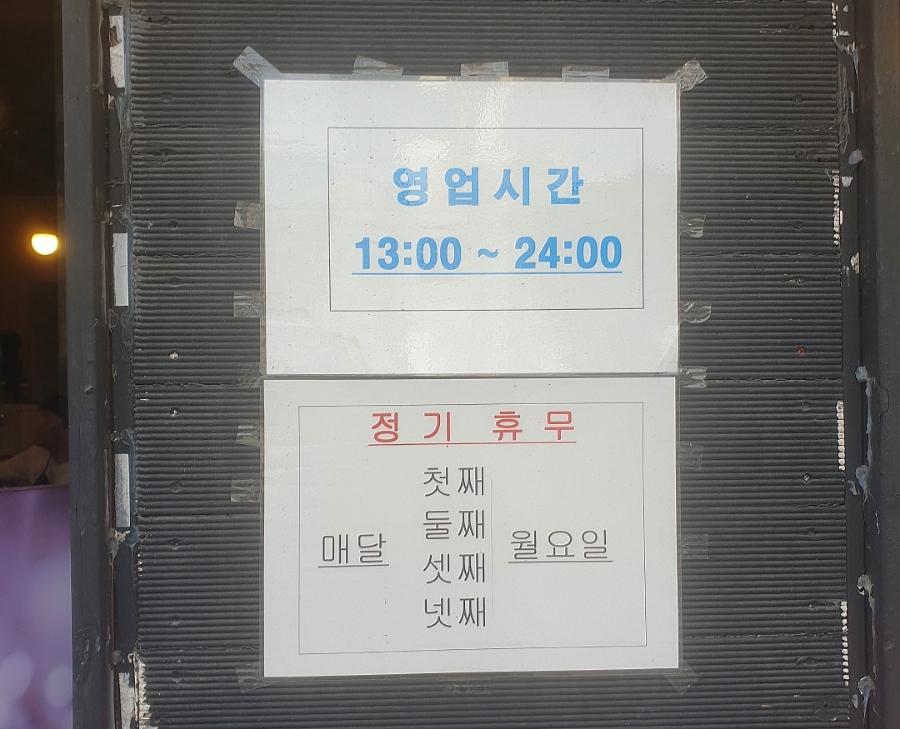 영업시간
13:00 ~ 24:00
정기 휴무
첫째
둘째
매달 월요일
셋째
넷째